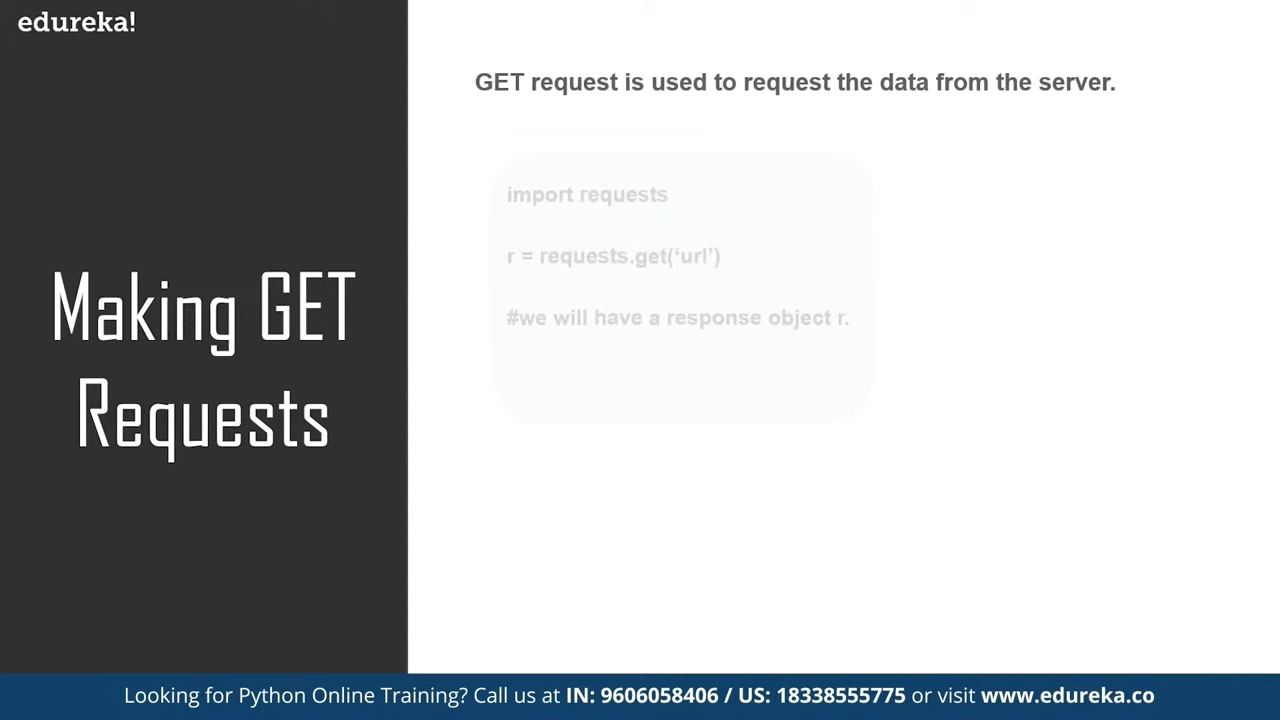 edureka!
GET request is used to request the data from the server.
import requests
r = requests.get(‘url’)
#we will have a response object r.
Making GET
Requests
Looking for Python Online Training? Call us at IN: 9606058406 / US: 18338555775 or visit www.edureka.co